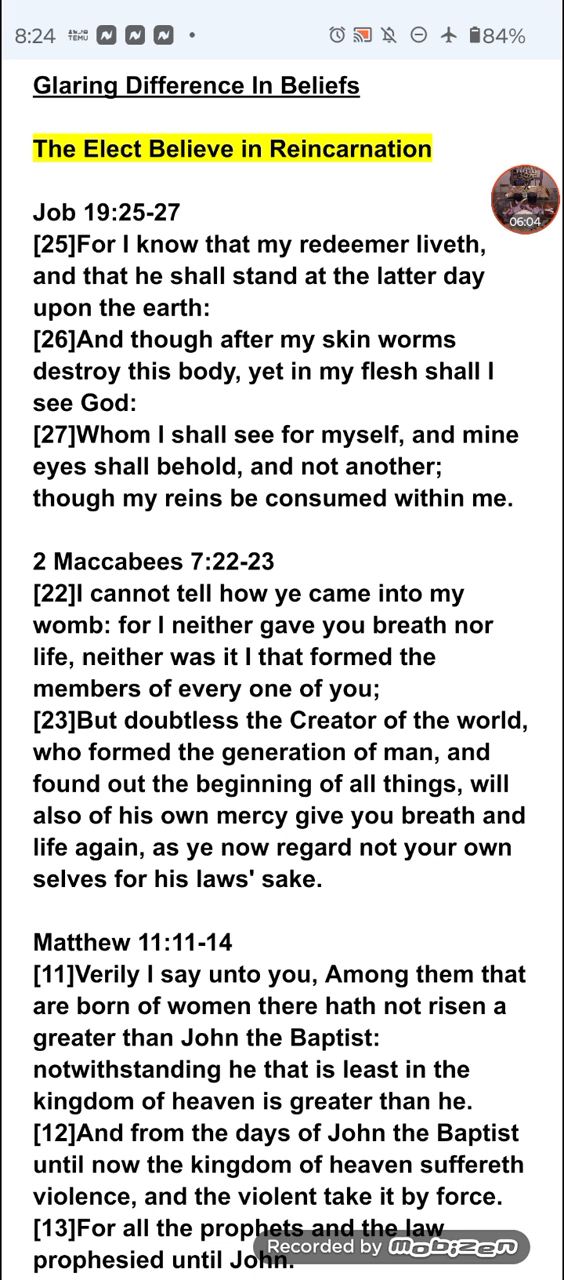 8:24 TEMU 84%
Glaring Difference In Beliefs
The Elect Believe in Reincarnation
Job 19:25-27
[25]For I know that my redeemer liveth,
and that he shall stand at the latter day
upon the earth:
06:04
[26]And though after my skin worms
destroy this body, yet in my flesh shall I
see God:
[27]Whom I shall see for myself, and mine
eyes shall behold, and not another;
though my reins be consumed within me.
2 Maccabees 7:22-23
[22]I cannot tell how ye came into my
womb: for I neither gave you breath nor
life, neither was it I that formed the
members of every one of you;
[23]But doubtless the Creator of the world,
who formed the generation of man, and
found out the beginning of all things, will
also of his own mercy give you breath and
life again, as ye now regard not your own
selves for his laws' sake.
Matthew 11:11-14
[11]Verily I say unto you, Among them that
are born of women there hath not risen a
greater than John the Baptist:
notwithstanding he that is least in the
kingdom of heaven is greater than he.
[12]And from the days of John the Baptist
until now the kingdom of heaven suffereth
violence, and the violent take it by force.
[13]For all the prophets and the law
prophesied until John.
Recorded by mobizen